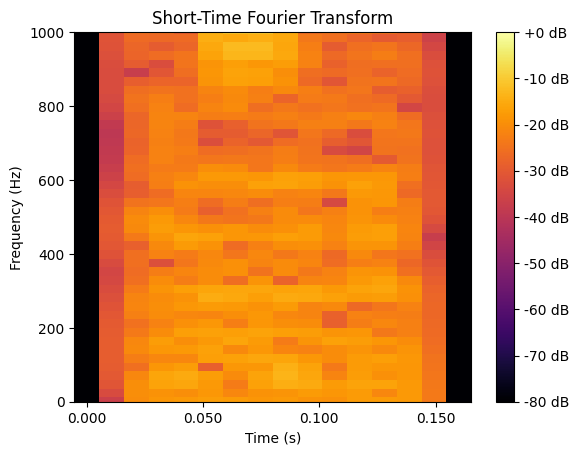 Short-Time Fourier Transform
1000
800
600
400
200
0
Frequency (Hz)
0.000
0.050
0.100
0.150
Time (s)
+0 dB
-10 dB
-20 dB
-30 dB
-40 dB
-50 dB
-60 dB
-70 dB
-80 dB